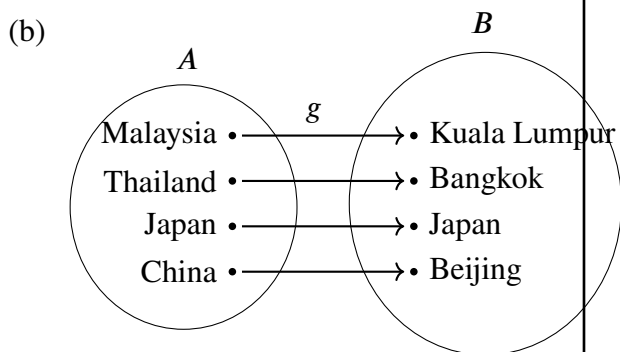 (b)
A
B
g
Malaysia • • Kuala Lumpur
Thailand • • Bangkok
Japan • • Japan
China • • Beijing